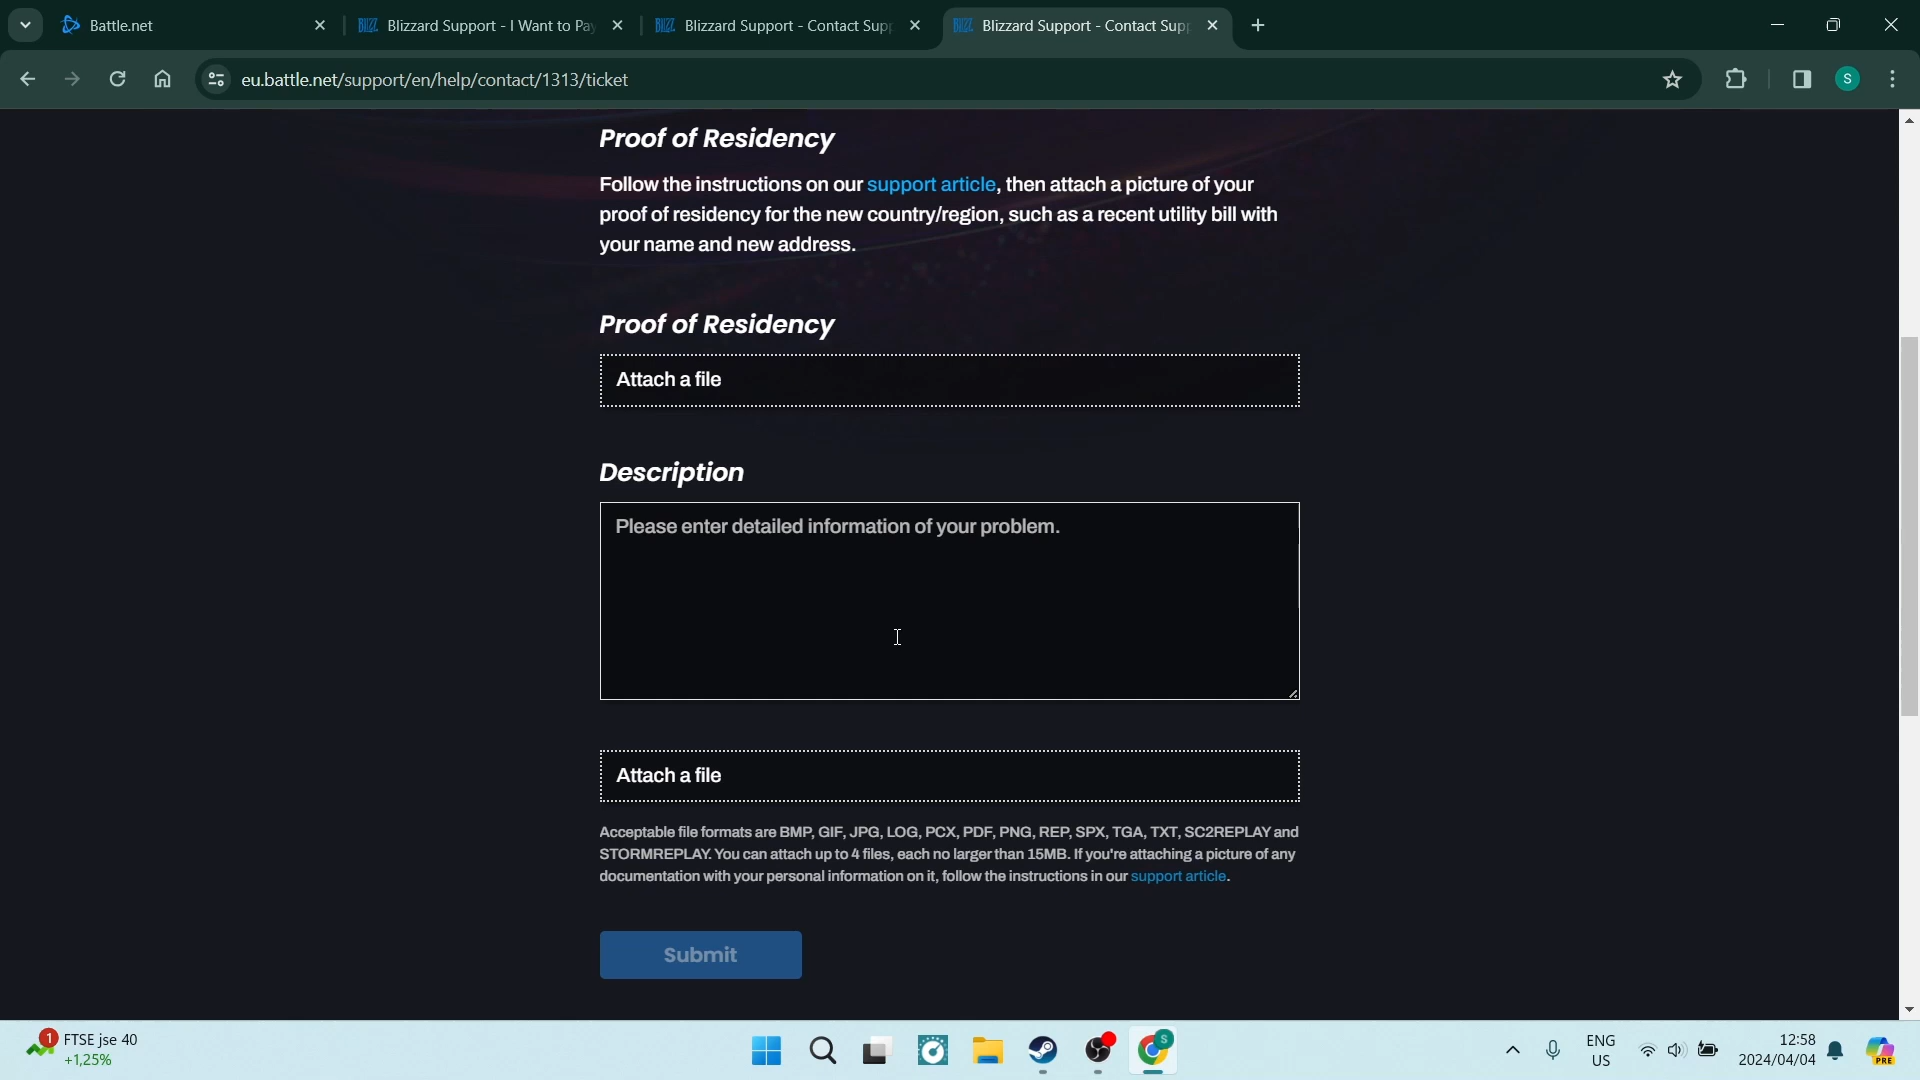 Battle.net
Blizzard Support - I Want to Pay
Blizzard Support - Contact Supp
Blizzard Support - Contact Supp
eu.battle.net/support/en/help/contact/1313/ticket
S
Proof of Residency
Follow the instructions on our support article, then attach a picture of your
proof of residency for the new country/region, such as a recent utility bill with
your name and new address.
Proof of Residency
Attach a file
Description
Please enter detailed information of your problem.
Attach a file
Acceptable file formats are BMP, GIF, JPG, LOG, PCX, PDF, PNG, REP, SPX, TGA, TXT, SC2REPLAY and
STORMREPLAY. You can attach up to 4 files, each no larger than 15MB. If you're attaching a picture of any
documentation with your personal information on it, follow the instructions in our support article.
Submit
1
FTSE jse 40
+1,25%
S
ENG
US
12:58
2024/04/04
PRE